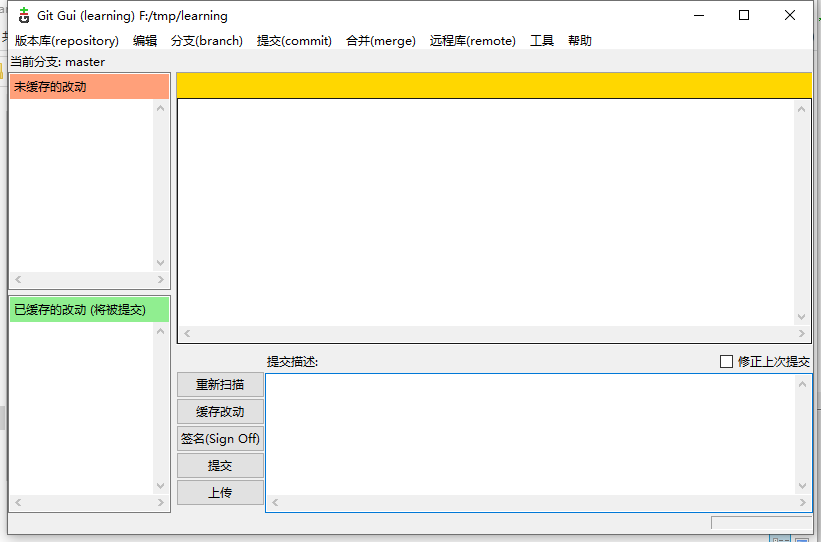 Git Gui (learning) F:/tmp/learning
版本库(repository) 编辑 分支(branch) 提交(commit) 合并(merge) 远程库(remote) 工具 帮助
当前分支: master
未缓存的改动
已缓存的改动 (将被提交)
提交描述: 修正上次提交
重新扫描
缓存改动
签名(Sign Off)
提交
上传